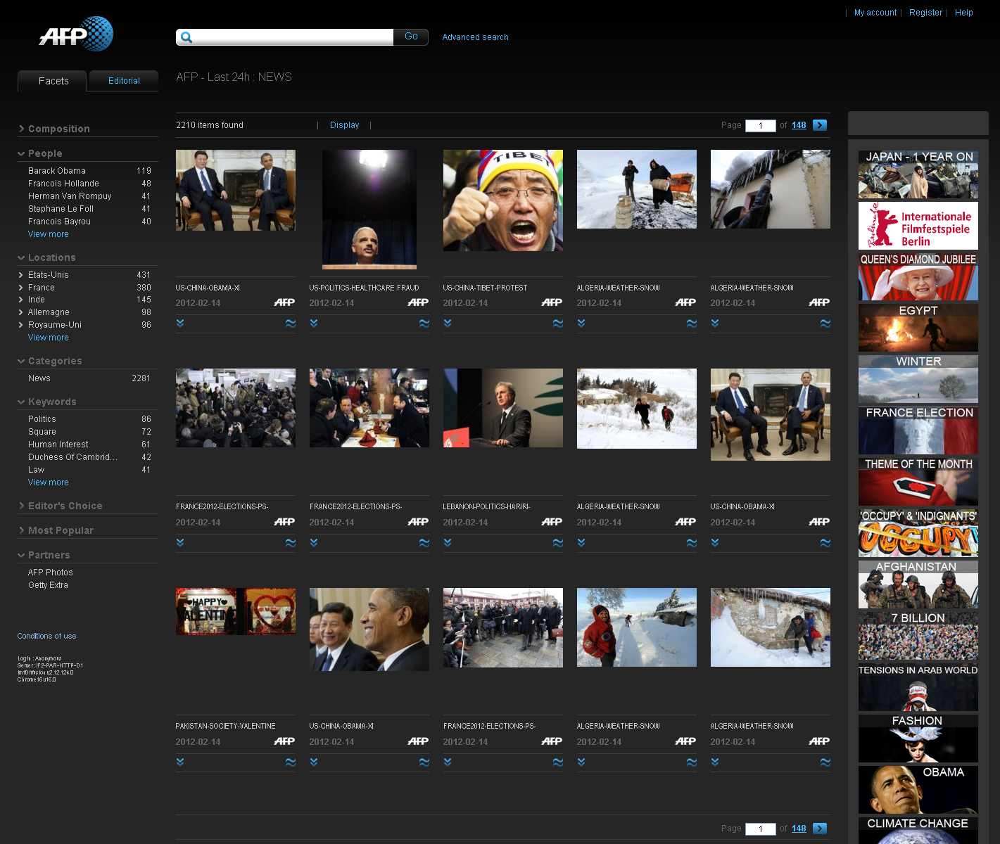 My account
Register
Help
AFP
Go
Advanced search
Facets
Editorial
AFP - Last 24h : NEWS
2210 items found
Display
Page 1 of 148
Composition
People
Barack Obama 119
Francois Hollande 48
Herman Van Rompuy 41
Stephane Le Foll 41
Francois Bayrou 40
View more
Locations
Etats-Unis 431
France 380
Inde 145
Allemagne 98
Royaume-Uni 96
View more
Categories
News 2281
Keywords
Politics 86
Square 72
Human Interest 61
Duchess Of Cambrid... 42
Law 41
View more
Editor's Choice
Most Popular
Partners
AFP Photos
Getty Extra
Conditions of use
Login : Anonymous
Server: IF2-PAR-HTTP-01
ImfDiffusion v2.12.124.0
Chrome16 v16.0
TIBET
US-CHINA-OBAMA-XI
2012-02-14 AFP
US-POLITICS-HEALTHCARE FRAUD
2012-02-14 AFP
US-CHINA-TIBET-PROTEST
2012-02-14 AFP
ALGERIA-WEATHER-SNOW
2012-02-14 AFP
ALGERIA-WEATHER-SNOW
2012-02-14 AFP
FRANCE2012-ELECTIONS-PS-
2012-02-14 AFP
FRANCE2012-ELECTIONS-PS-
2012-02-14 AFP
LEBANON-POLITICS-HARIRI-
2012-02-14 AFP
ALGERIA-WEATHER-SNOW
2012-02-14 AFP
US-CHINA-OBAMA-XI
2012-02-14 AFP
HAPPY
VALENTINE
PAKISTAN-SOCIETY-VALENTINE
2012-02-14 AFP
US-CHINA-OBAMA-XI
2012-02-14 AFP
FRANCE2012-ELECTIONS-PS-
2012-02-14 AFP
ALGERIA-WEATHER-SNOW
2012-02-14 AFP
ALGERIA-WEATHER-SNOW
2012-02-14 AFP
Page 1 of 148
JAPAN - 1 YEAR ON
Berlinale
Internationale
Filmfestspiele
Berlin
QUEEN'S DIAMOND JUBILEE
EGYPT
WINTER
FRANCE ELECTION
THEME OF THE MONTH
'OCCUPY' & 'INDIGNANTS'
OCCUPY
AFGHANISTAN
7 BILLION
TENSIONS IN ARAB WORLD
FASHION
OBAMA
CLIMATE CHANGE